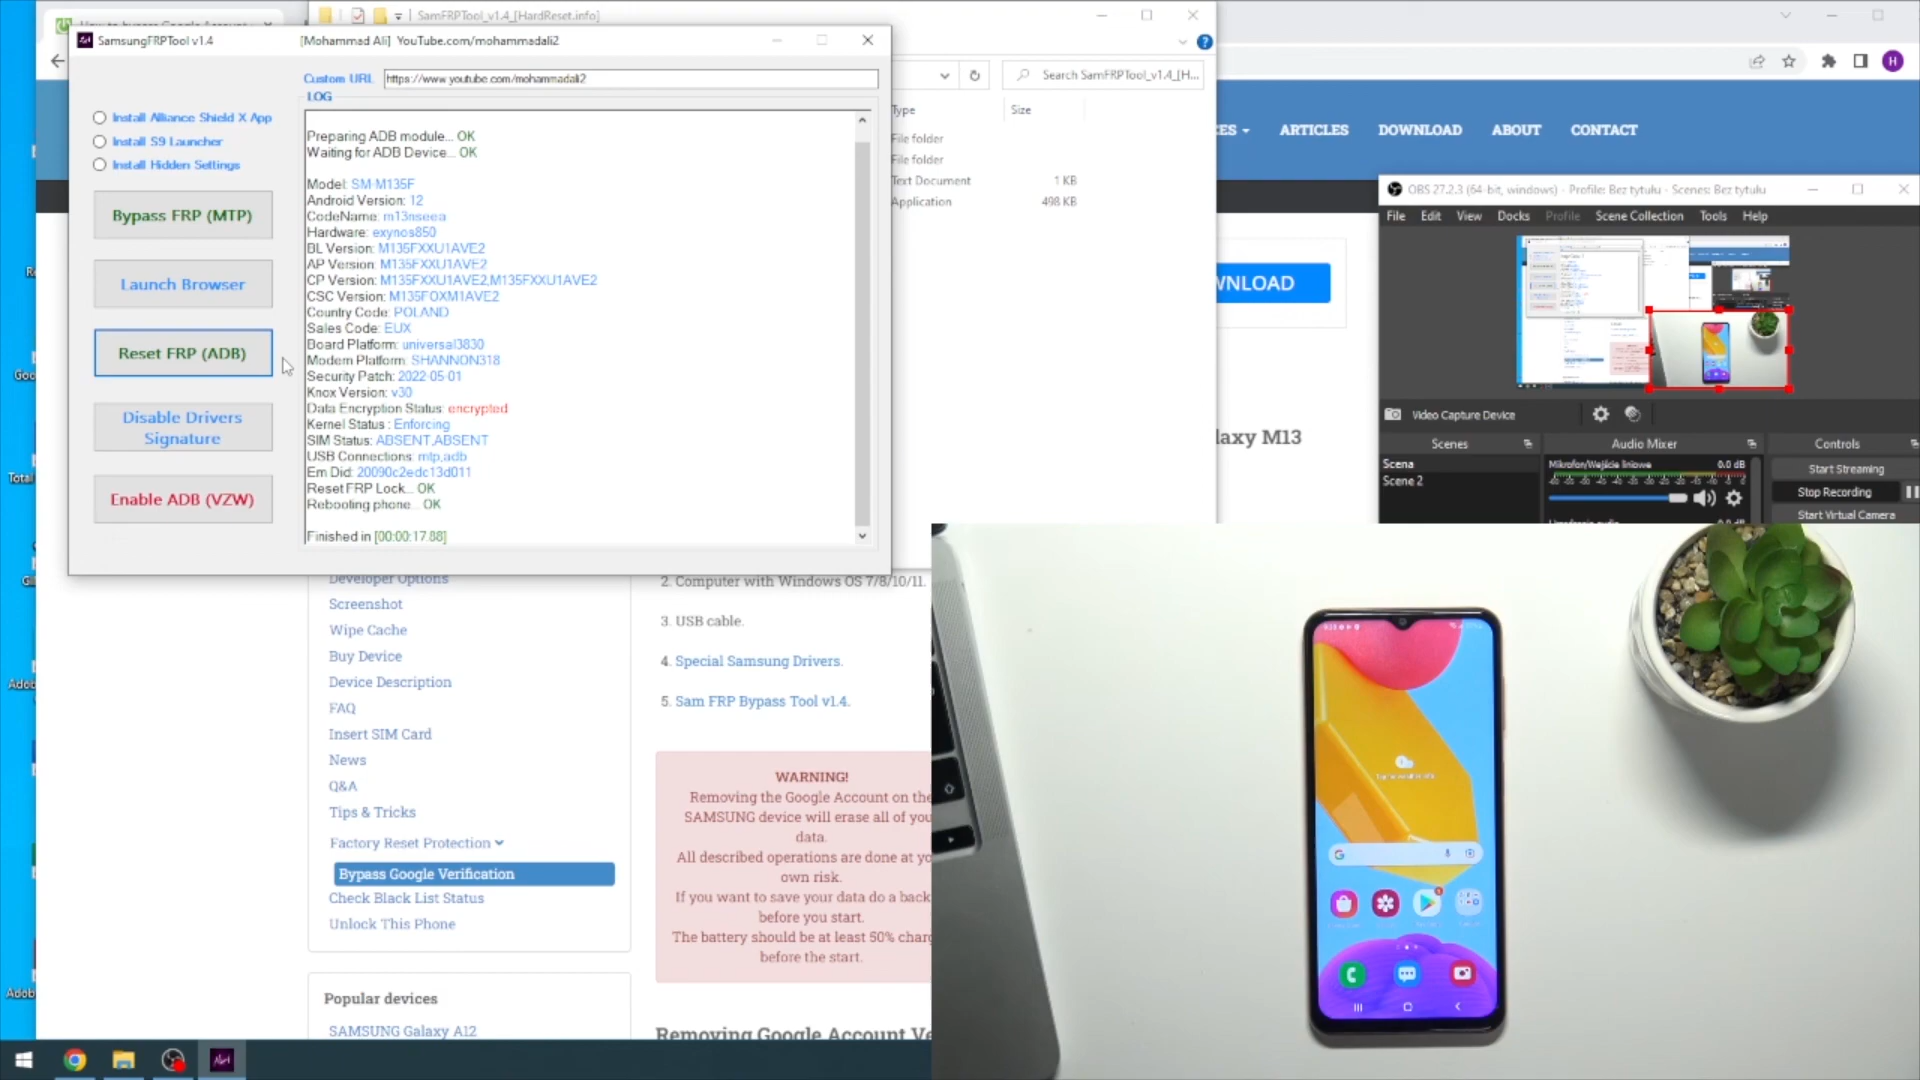 SamFRPTool_v1.4_[HardReset.info]
SamsungFRPTool v1.4
[Mohammad Ali] YouTube.com/mohammadali2
Custom URL
https://www.youtube.com/mohammadali2
LOG
Install Alliance Shield X App
Install S9 Launcher
Install Hidden Settings
Bypass FRP (MTP)
Launch Browser
Reset FRP (ADB)
Disable Drivers
Signature
Enable ADB (VZW)
Preparing ADB module... OK
Waiting for ADB Device... OK
Model: SM-M135F
Android Version: 12
CodeName: m13nseea
Hardware: exynos850
BL Version: M135FXXU1AVE2
AP Version: M135FXXU1AVE2
CP Version: M135FXXU1AVE2,M135FXXU1AVE2
CSC Version: M135FOXM1AVE2
Country Code: POLAND
Sales Code: EUX
Board Platform: universal3830
Modem Platform: SHANNON318
Security Patch: 2022-05-01
Knox Version: v30
Data Encryption Status: encrypted
Kernel Status : Enforcing
SIM Status: ABSENT,ABSENT
USB Connections: mtp,adb
Em Did: 20090c2edc13d011
Reset FRP Lock... OK
Rebooting phone... OK
Finished in [00:00:17.88]
Search SamFRPTool_v1.4_[H...
Type Size
File folder
File folder
Text Document 1 KB
Application 498 KB
H
ARTICLES DOWNLOAD ABOUT CONTACT
OBS 27.2.3 (64-bit, windows) - Profile: Bez tytułu - Scenes: Bez tytułu
File Edit View Docks Profile Scene Collection Tools Help
Video Capture Device
Scenes
Audio Mixer
Controls
Scena
Scene 2
Mikrofon/Wejście liniowe 0.0 dB
Start Streaming
Stop Recording
Start Virtual Camera
Developer Options
Screenshot
Wipe Cache
Buy Device
Device Description
FAQ
Insert SIM Card
News
Q&A
Tips & Tricks
Factory Reset Protection
Bypass Google Verification
Check Black List Status
Unlock This Phone
Popular devices
SAMSUNG Galaxy A12
M13
2. Computer with Windows OS 7/8/10/11.
3. USB cable.
4. Special Samsung Drivers.
5. Sam FRP Bypass Tool v1.4.
WARNING!
Removing the Google Account on the
SAMSUNG device will erase all of you
data.
All described operations are done at yo
own risk.
If you want to save your data do a back
before you start.
The battery should be at least 50% charg
before the start.
Removing Google Account Ve